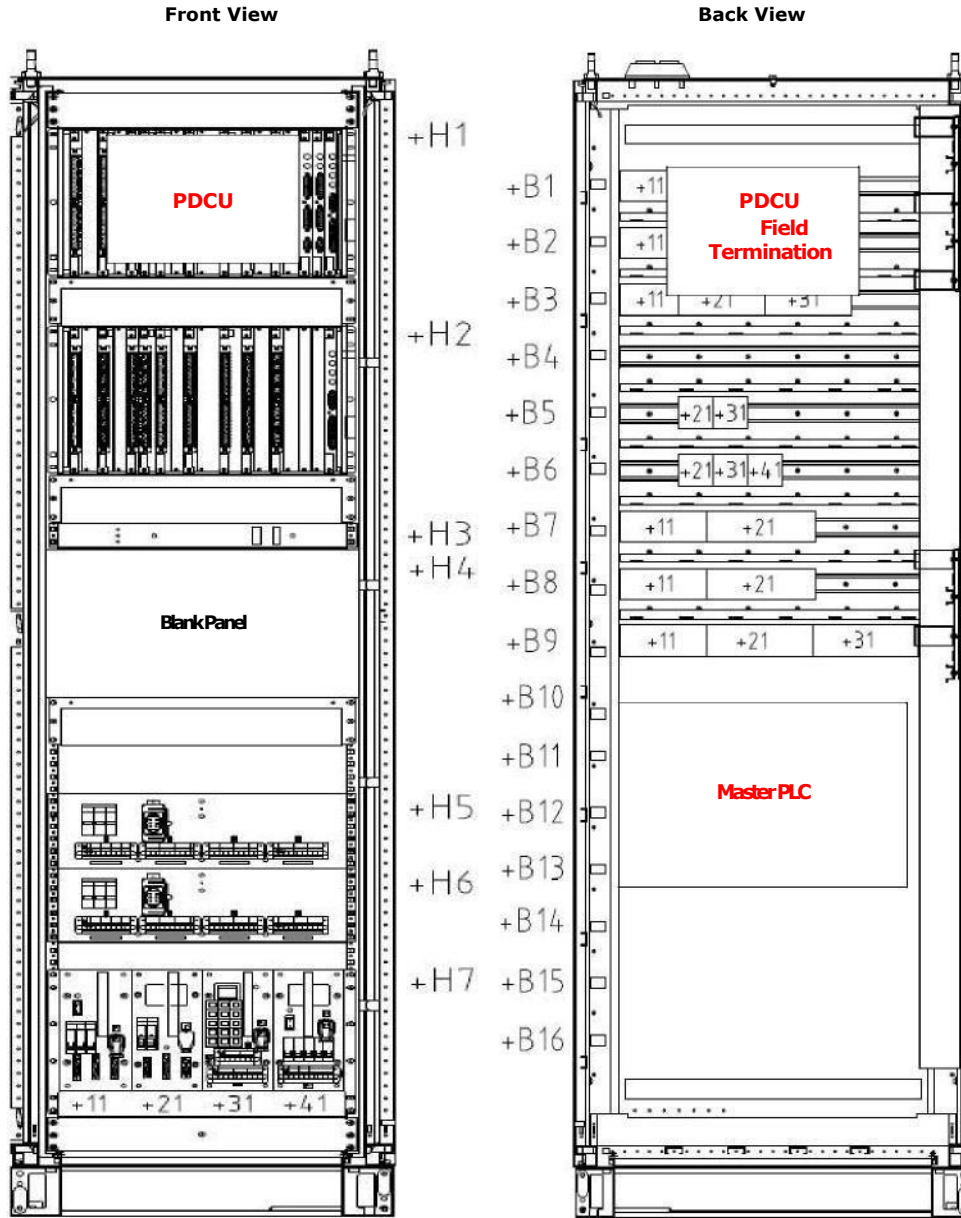 Front View
Back View
PDCU
+H1
+H2
+H3
+H4
Blank Panel
+H5
+H6
+H7
+11 +21 +31 +41
+B1 +11
PDCU
Field
Termination
+B2 +11
+B3 +11 +21 +31
+B4
+B5 +21 +31
+B6 +21 +31 +41
+B7 +11 +21
+B8 +11 +21
+B9 +11 +21 +31
+B10
+B11
Master PLC
+B12
+B13
+B14
+B15
+B16